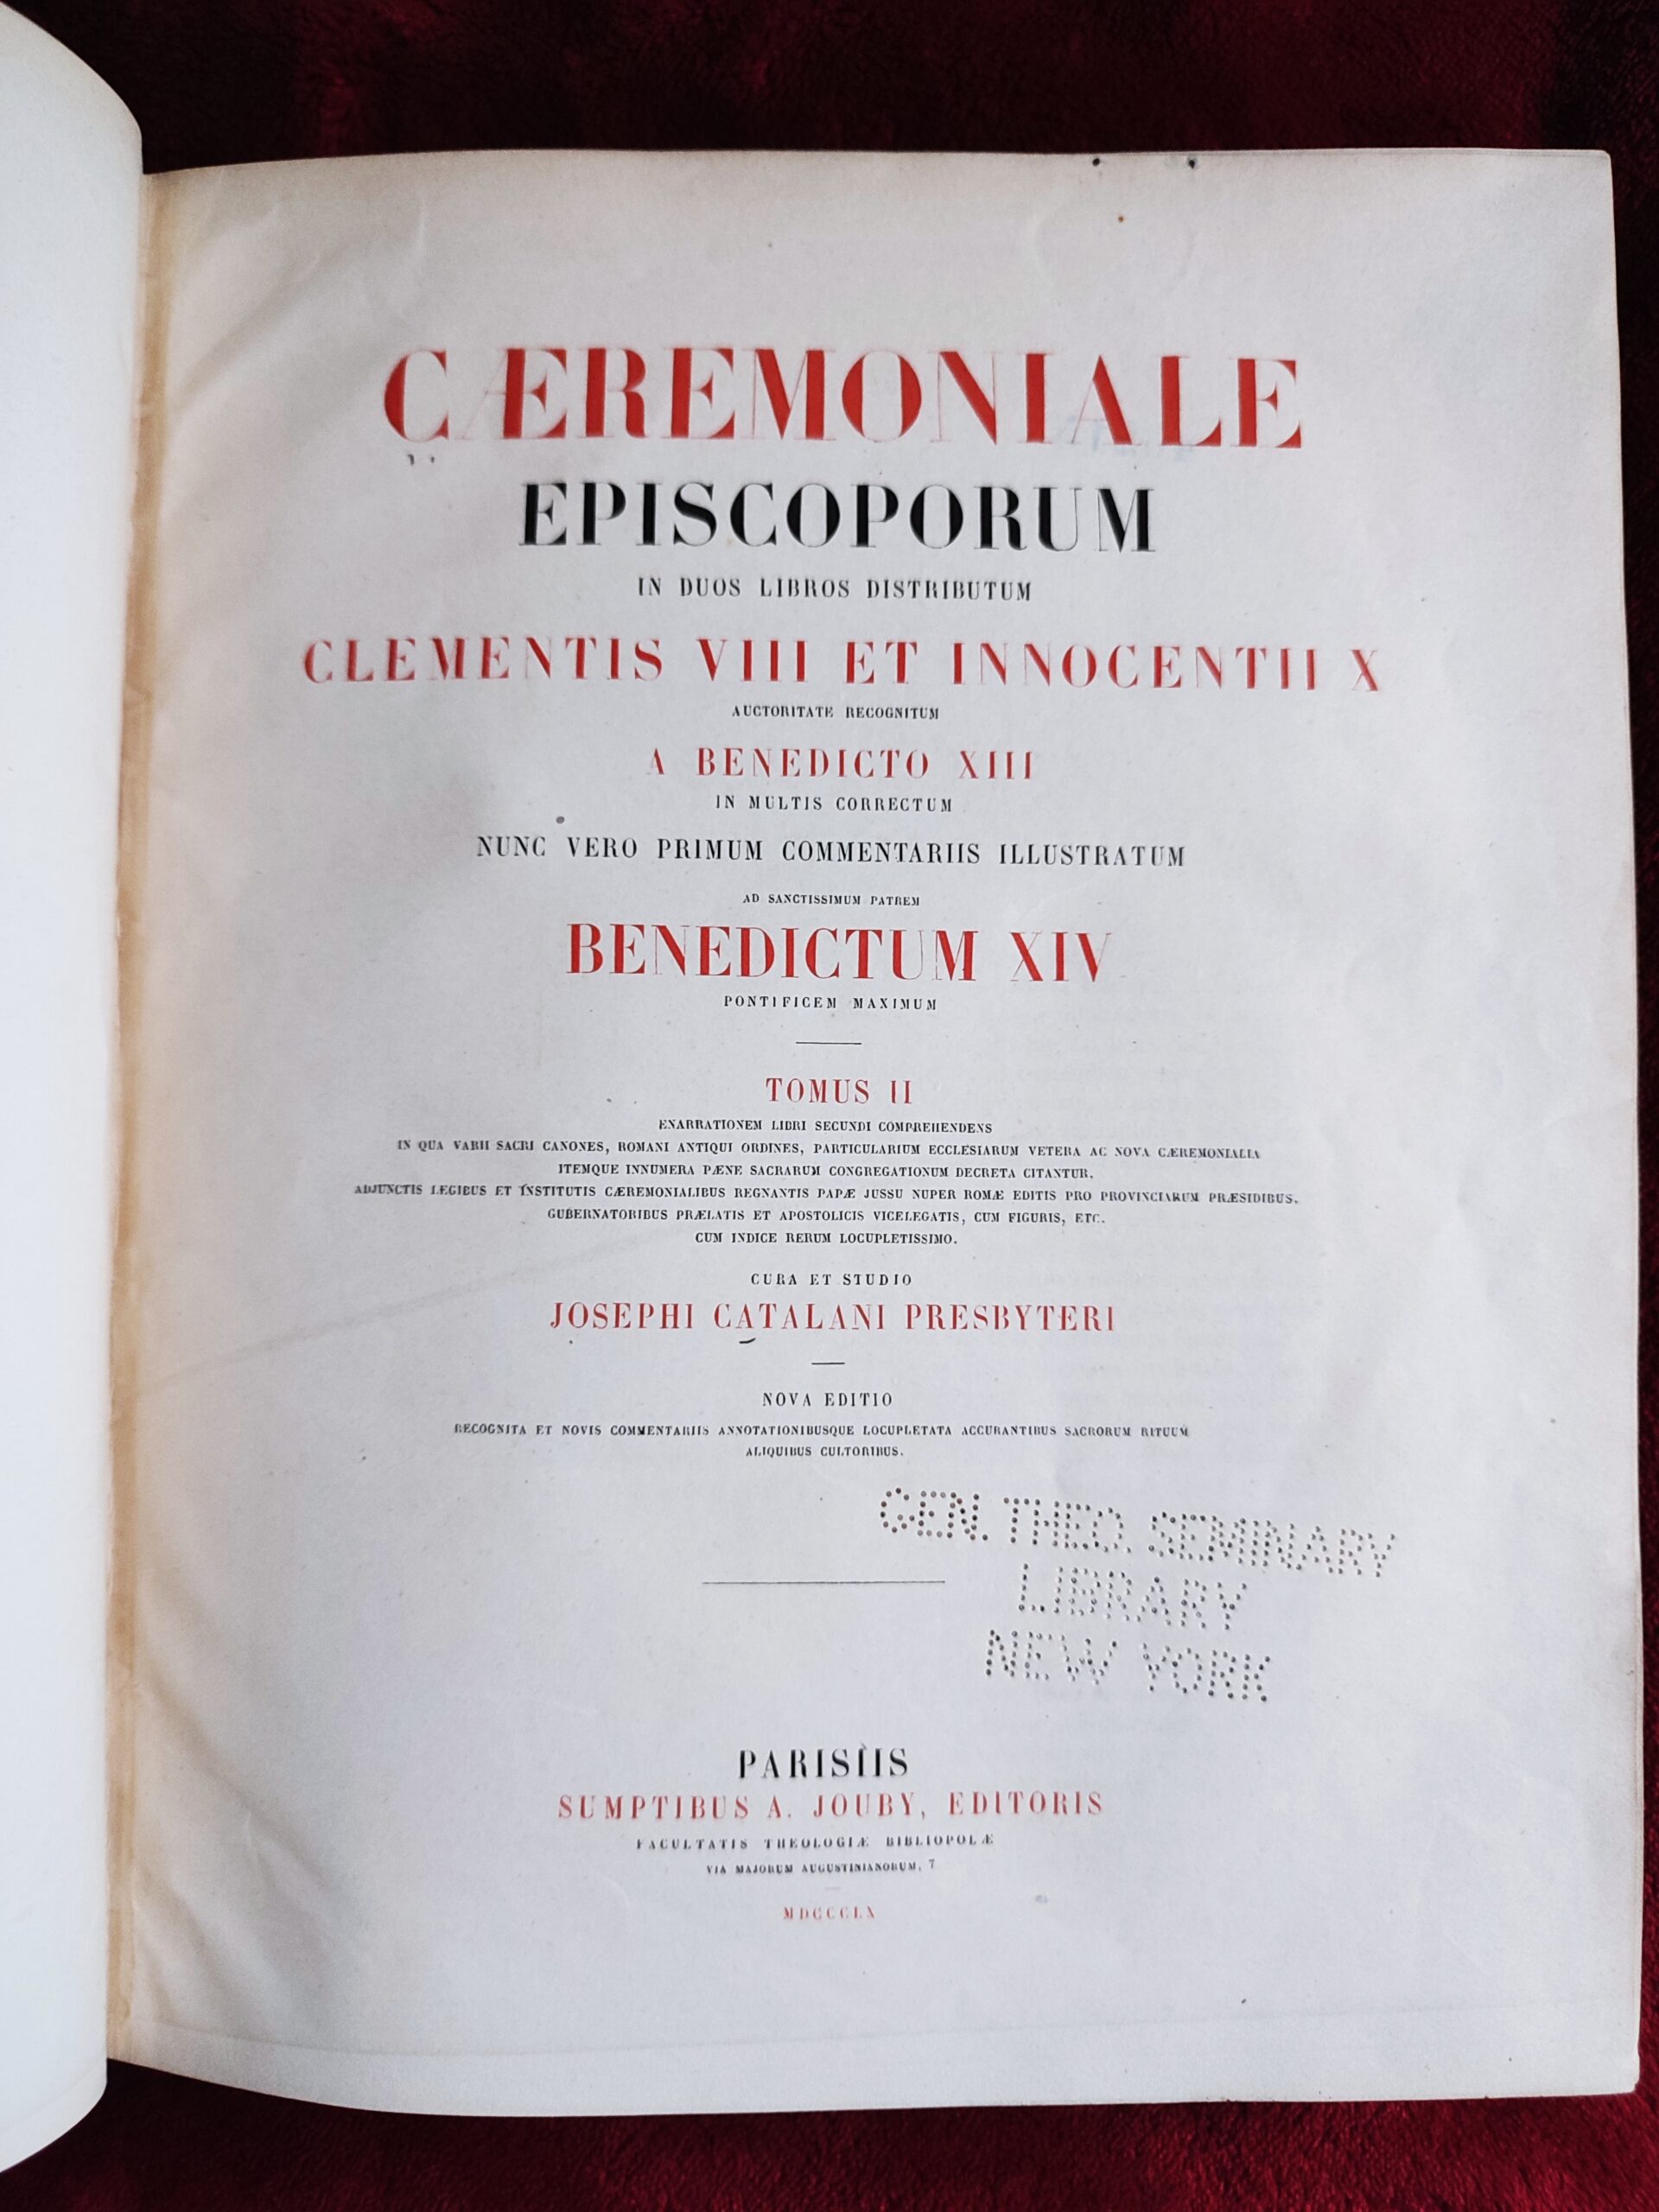 CÆREMONIALE
EPISCOPORUM
IN DUOS LIBROS DISTRIBUTUM
CLEMENTIS VIII ET INNOCENTII X
AUCTORITATE RECOGNITUM
A BENEDICTO XIII
IN MULTIS CORRECTUM
NUNC VERO PRIMUM COMMENTARIIS ILLUSTRATUM
AD SANCTISSIMUM PATREM
BENEDICTUM XIV
PONTIFICEM MAXIMUM
TOMUS II
ENARRATIONEM LIBRI SECUNDI COMPREHENDENS
IN QUA VARII SACRI CANONES, ROMANI ANTIQUI ORDINES, PARTICULARIUM ECCLESIARUM VETERA AC NOVA CÆREMONIALIA
ITEMQUE INNUMERA PÆNE SACRARUM CONGREGATIONUM DECRETA CITANTUR,
ADJUNCTIS LEGIBUS ET INSTITUTIS CÆREMONIALIBUS REGNANTIS PAPÆ JUSSU NUPER ROMÆ EDITIS PRO PROVINCIARUM PRÆSIDIBUS,
GUBERNATORIBUS PRÆLATIS ET APOSTOLICIS VICELEGATIS, CUM FIGURIS, ETC.
CUM INDICE RERUM LOCUPLETISSIMO.
CURA ET STUDIO
JOSEPHI CATALANI PRESBYTERI
NOVA EDITIO
RECOGNITA ET NOVIS COMMENTARIIS ANNOTATIONIBUSQUE LOCUPLETATA ACCURANTIBUS SACRORUM RITUUM
ALIQUIBUS CULTORIBUS.
GEN. THEO. SEMINARY
LIBRARY
NEW YORK
PARISIIS
SUMPTIBUS A. JOUBY, EDITORIS
FACULTATIS THEOLOGIÆ BIBLIOPOLÆ
VIA MAJORUM AUGUSTINIANORUM, 7
MDCCCLX